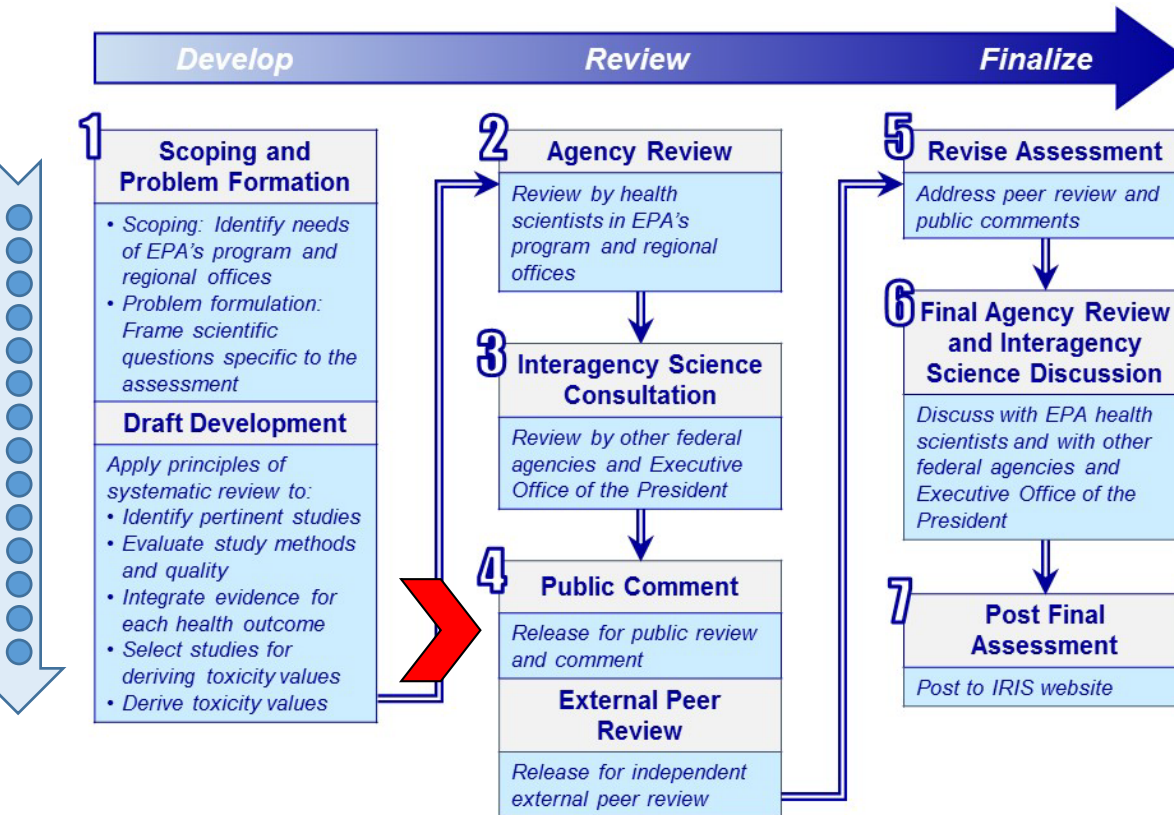 Develop
Review
Finalize
1
Scoping and
Problem Formation
• Scoping: Identify needs
of EPA's program and
regional offices
• Problem formulation:
Frame scientific
questions specific to the
assessment
Draft Development
Apply principles of
systematic review to:
• Identify pertinent studies
• Evaluate study methods
and quality
• Integrate evidence for
each health outcome
• Select studies for
deriving toxicity values
• Derive toxicity values
2
Agency Review
Review by health
scientists in EPA's
program and regional
offices
3
Interagency Science
Consultation
Review by other federal
agencies and Executive
Office of the President
4
Public Comment
Release for public review
and comment
External Peer
Review
Release for independent
external peer review
5
Revise Assessment
Address peer review and
public comments
6
Final Agency Review
and Interagency
Science Discussion
Discuss with EPA health
scientists and with other
federal agencies and
Executive Office of the
President
7
Post Final
Assessment
Post to IRIS website